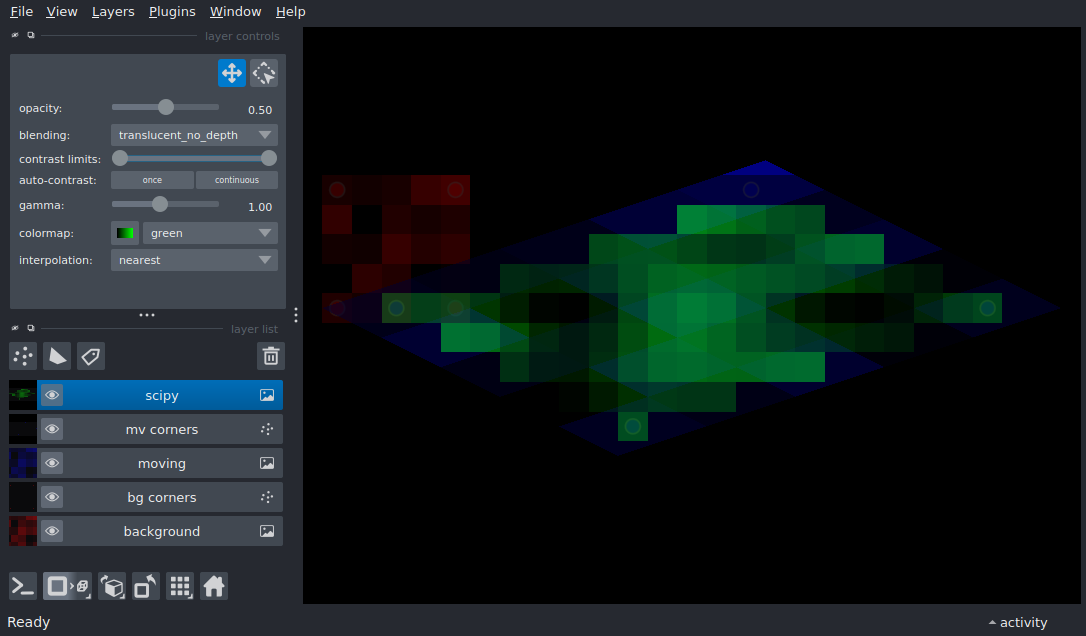 File View Layers Plugins Window Help
layer controls
opacity: 0.50
blending: translucent_no_depth
contrast limits:
auto-contrast: once continuous
gamma: 1.00
colormap: green
interpolation: nearest
layer list
scipy
mv corners
moving
bg corners
background
Ready
activity